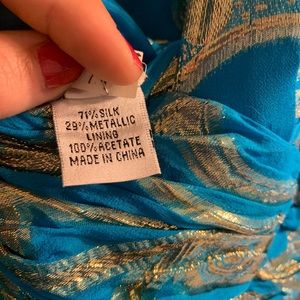 71% SILK
29% METALLIC
LINING
100% ACETATE
MADE IN CHINA